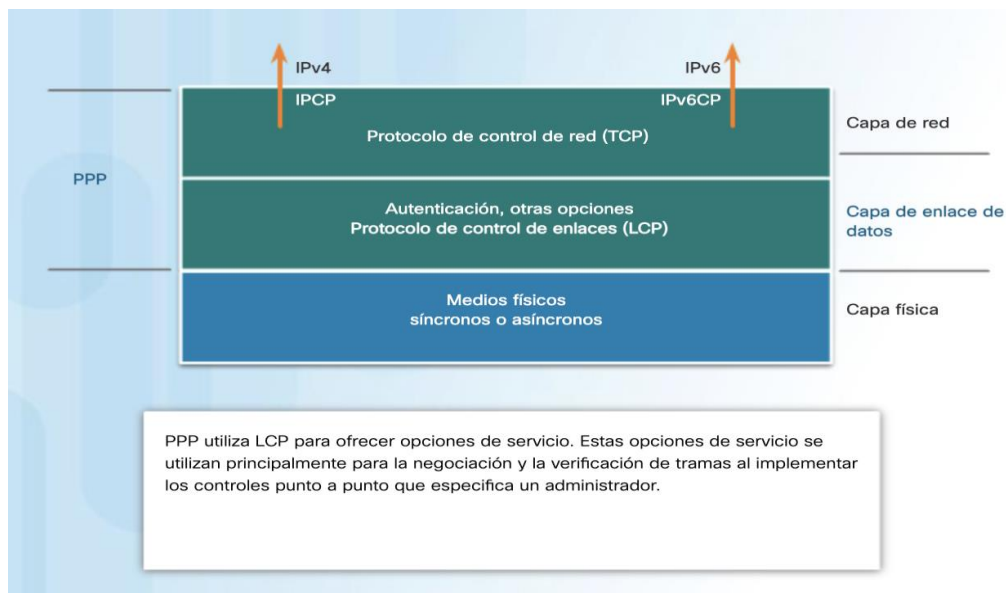 IPv4
IPv6
IPCP
IPv6CP
Protocolo de control de red (TCP)
Capa de red
PPP
Autenticación, otras opciones
Protocolo de control de enlaces (LCP)
Capa de enlace de
datos
Medios físicos
síncronos o asíncronos
Capa física
PPP utiliza LCP para ofrecer opciones de servicio. Estas opciones de servicio se
utilizan principalmente para la negociación y la verificación de tramas al implementar
los controles punto a punto que especifica un administrador.